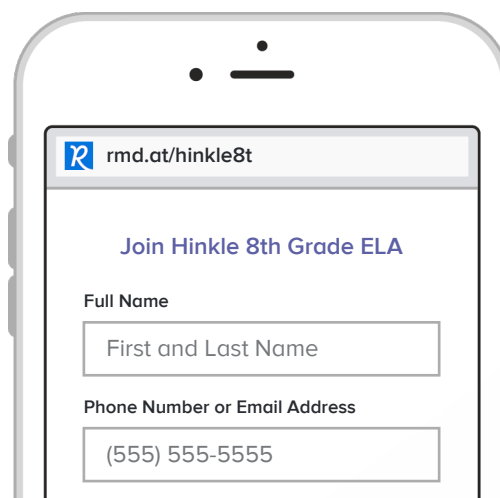 rmd.at/hinkle8t
Join Hinkle 8th Grade ELA
Full Name
First and Last Name
Phone Number or Email Address
(555) 555-5555